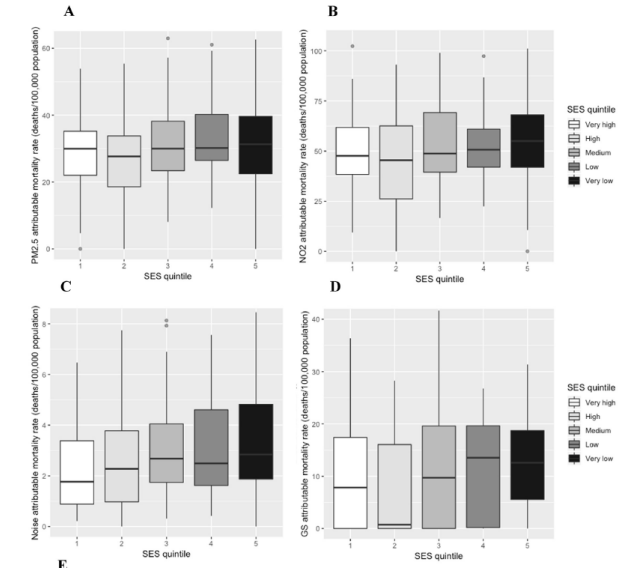 A
PM2.5 attributable mortality rate (deaths/100,000 population)
60
40
20
0
1 2 3 4 5
SES quintile
B
NO2 attributable mortality rate (deaths/100,000 population)
100
75
50
25
0
1 2 3 4 5
SES quintile
SES quintile
Very high
High
Medium
Low
Very low
C
Noise attributable mortality rate (deaths/100,000 population)
8
6
4
2
0
1 2 3 4 5
SES quintile
D
GS attributable mortality rate (deaths/100,000 population)
40
30
20
10
0
1 2 3 4 5
SES quintile
SES quintile
Very high
High
Medium
Low
Very low
E